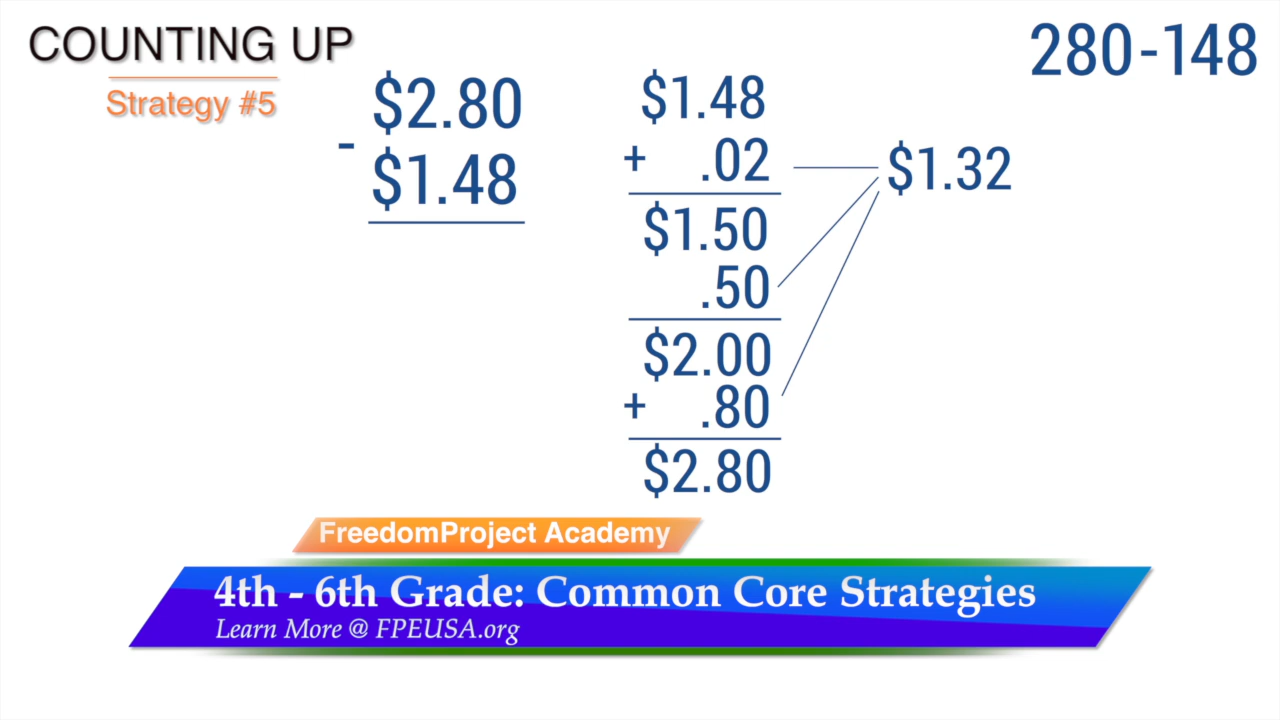 COUNTING UP
Strategy #5
280-148
$2.80
- $1.48
$1.48
+ .02
$1.50
.50
$2.00
+ .80
$2.80
$1.32
FreedomProject Academy
4th - 6th Grade: Common Core Strategies
Learn More @ FPEUSA.org